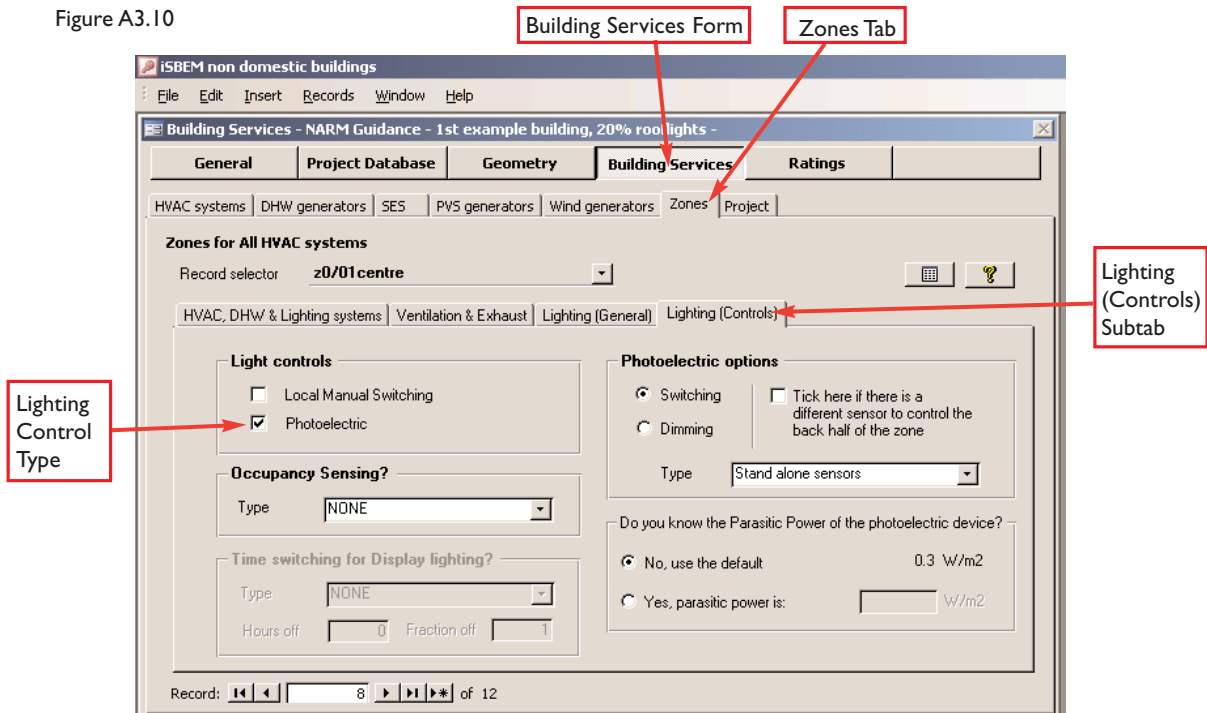 Figure A3.10
Building Services Form
Zones Tab
iSBEM non domestic buildings
File Edit Insert Records Window Help
Building Services - NARM Guidance - 1st example building, 20% rooflights -
General Project Database Geometry Building Services Ratings
HVAC systems DHW generators SES PVS generators Wind generators Zones Project
Zones for All HVAC systems
Record selector z0/01centre
?
Lighting
(Controls)
Subtab
HVAC, DHW & Lighting systems Ventilation & Exhaust Lighting (General) Lighting (Controls)
Lighting
Control
Type
Light controls
Local Manual Switching
Photoelectric
Occupancy Sensing?
Type NONE
Time switching for Display lighting?
Type NONE
Hours off 0 Fraction off 1
Photoelectric options
Switching
Dimming
Tick here if there is a
different sensor to control the
back half of the zone
Type Stand alone sensors
Do you know the Parasitic Power of the photoelectric device?
No, use the default 0.3 W/m2
Yes, parasitic power is: W/m2
Record: 8 of 12